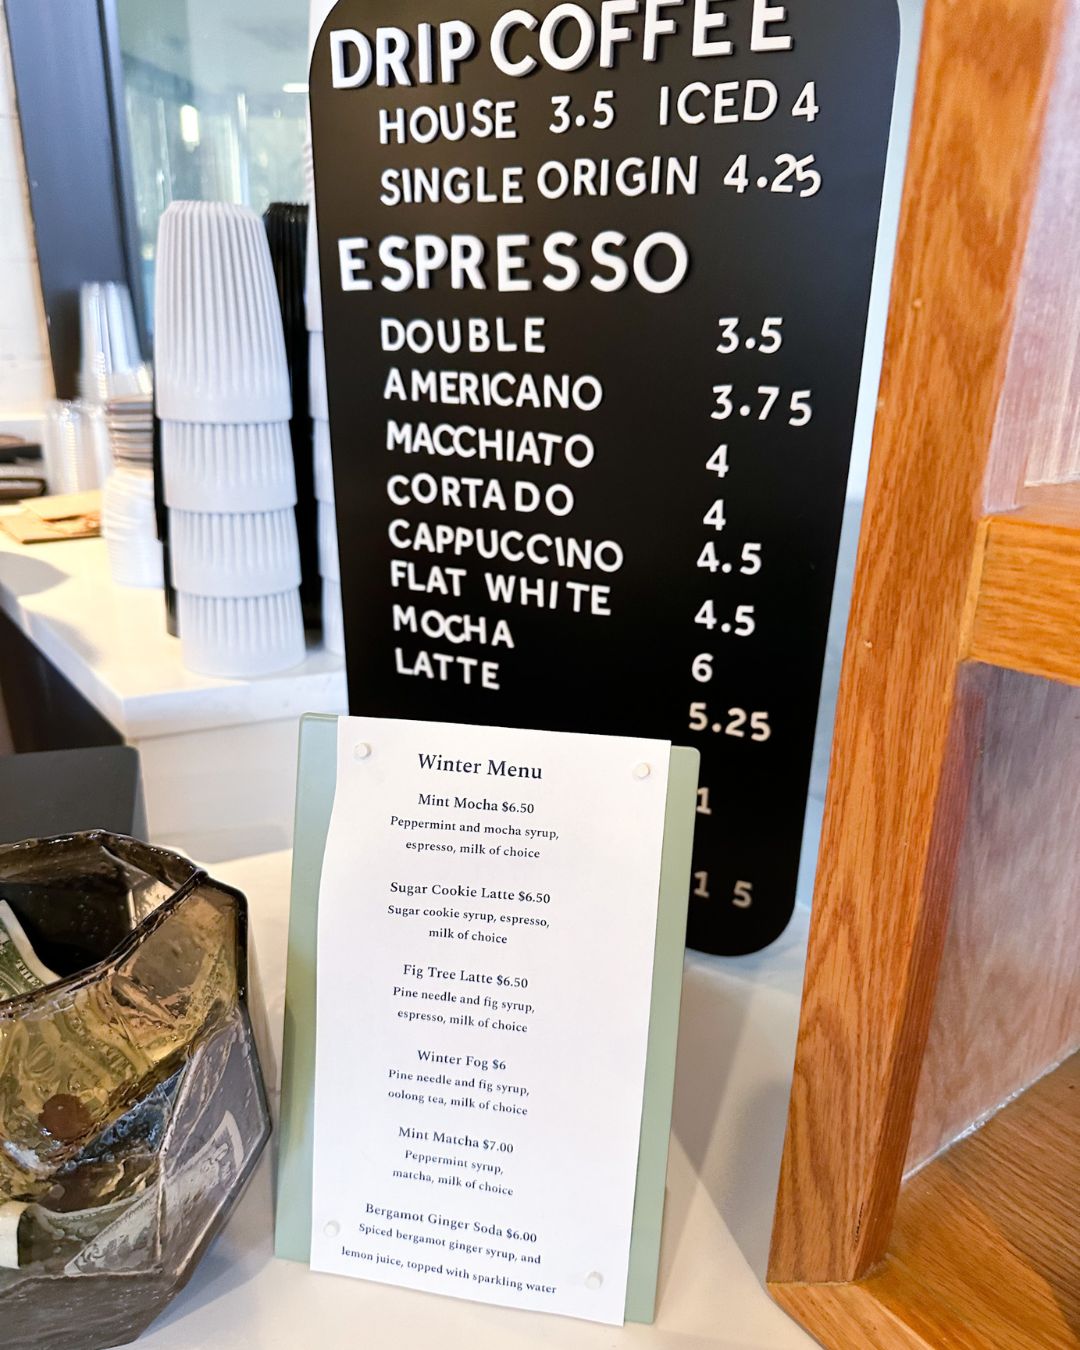 DRIP COFFEE
HOUSE 3.5 ICED 4
SINGLE ORIGIN 4.25
ESPRESSO
DOUBLE 3.5
AMERICANO 3.75
MACCHIATO 4
CORTADO 4
CAPPUCCINO 4.5
FLAT WHITE 4.5
MOCHA 6
LATTE 5.25
1
1 5
Winter Menu
Mint Mocha $6.50
Peppermint and mocha syrup,
espresso, milk of choice
Sugar Cookie Latte $6.50
Sugar cookie syrup, espresso,
milk of choice
Fig Tree Latte $6.50
Pine needle and fig syrup,
espresso, milk of choice
Winter Fog $6
Pine needle and fig syrup,
oolong tea, milk of choice
Mint Matcha $7.00
Peppermint syrup,
matcha, milk of choice
Bergamot Ginger Soda $6.00
Spiced bergamot ginger syrup, and
lemon juice, topped with sparkling water